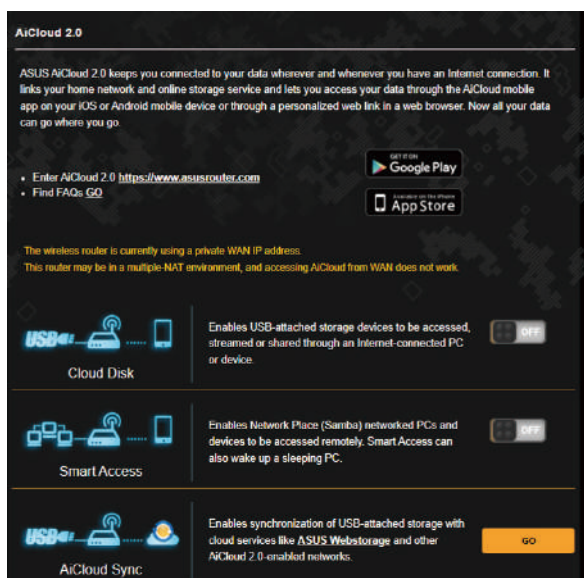 AiCloud 2.0
ASUS AiCloud 2.0 keeps you connected to your data wherever and whenever you have an Internet connection. It
links your home network and online storage service and lets you access your data through the AiCloud mobile
app on your iOS or Android mobile device or through a personalized web link in a web browser. Now all your data
can go where you go.
GET IT ON
Google Play
• Enter AiCloud 2.0 https://www.asusrouter.com
• Find FAQs GO
Available on the iPhone
App Store
The wireless router is currently using a private WAN IP address.
This router may be in a multiple-NAT environment, and accessing AiCloud from WAN does not work.
USB
Cloud Disk
Enables USB-attached storage devices to be accessed,
streamed or shared through an Internet-connected PC
or device.
OFF
Smart Access
Enables Network Place (Samba) networked PCs and
devices to be accessed remotely. Smart Access can
also wake up a sleeping PC.
OFF
USB
AiCloud Sync
Enables synchronization of USB-attached storage with
cloud services like ASUS Webstorage and other
AiCloud 2.0-enabled networks.
GO